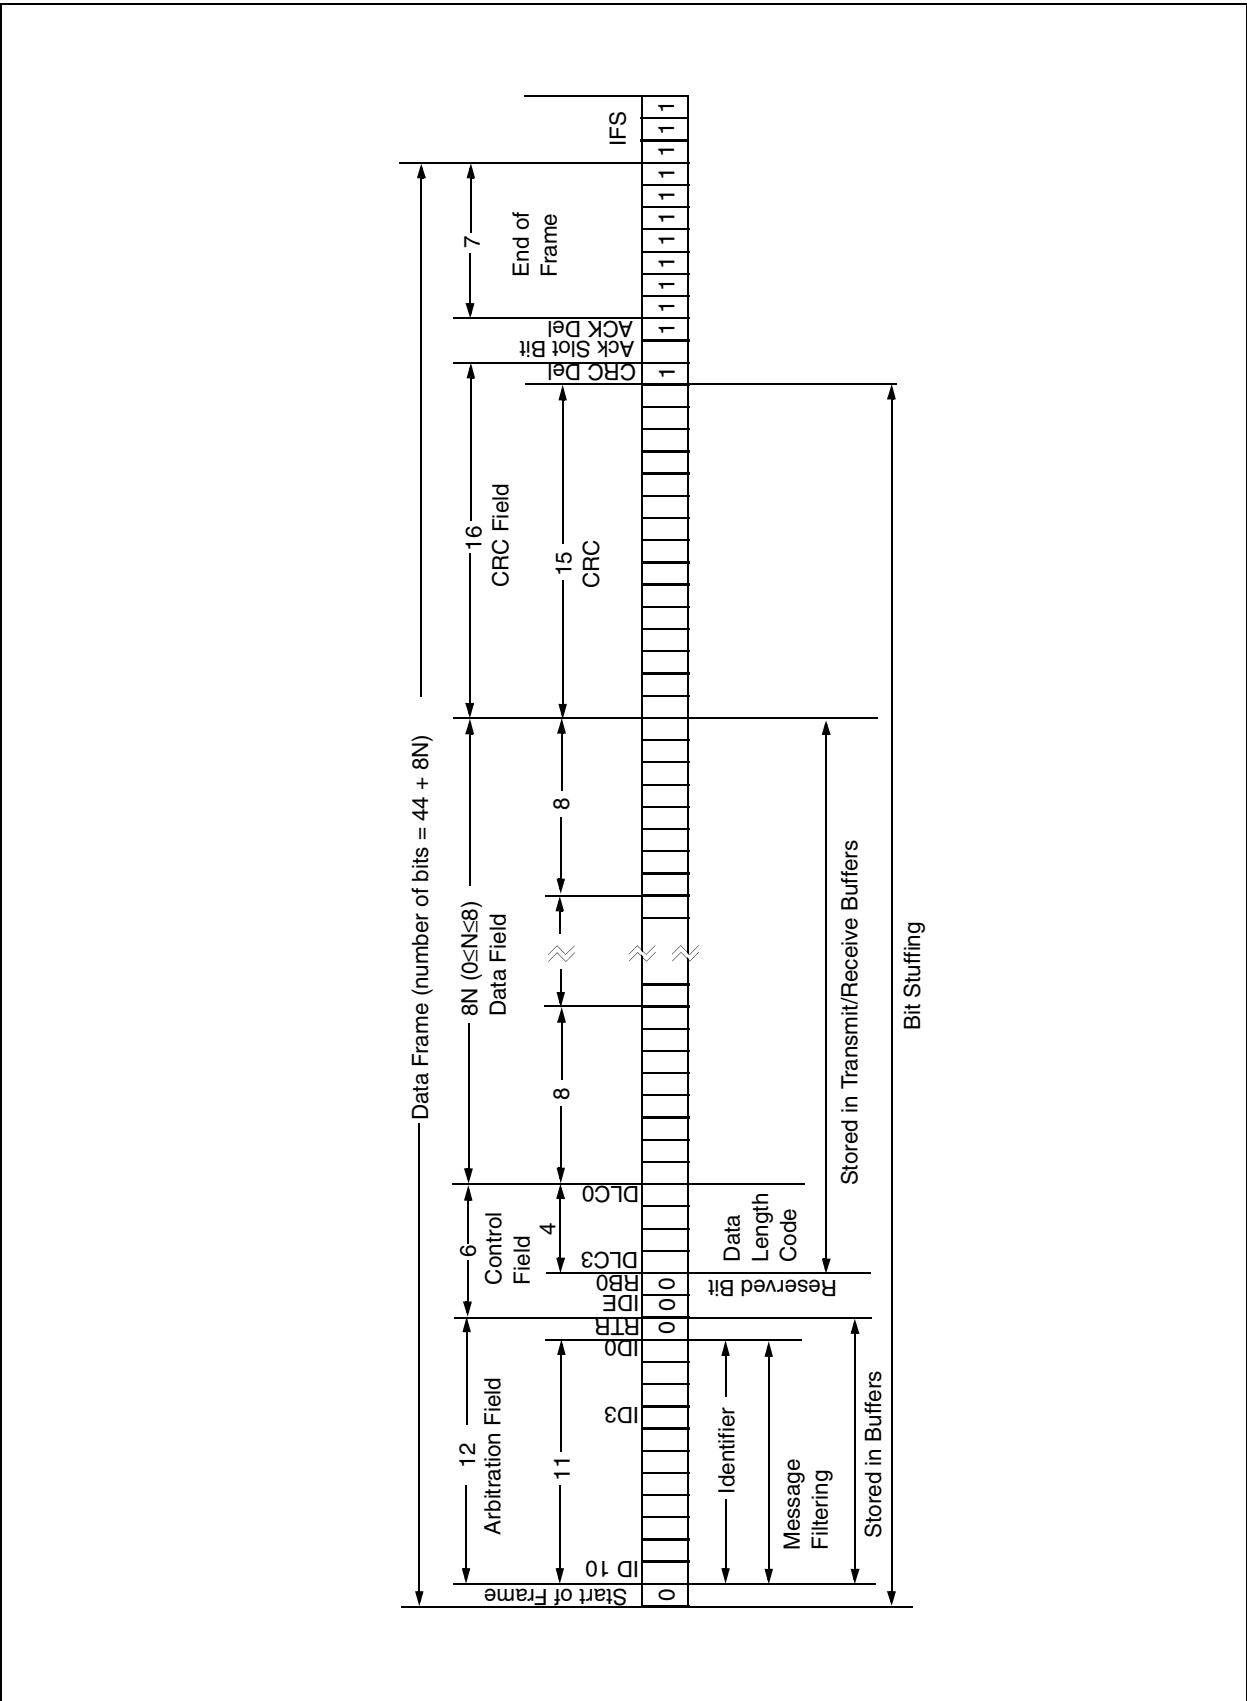 Data Frame (number of bits = 44 + 8N)
12
Arbitration Field
6
Control
Field
8N (0≤N≤8)
Data Field
16
CRC Field
7
End of
Frame
IFS
11
4
8
8
15
CRC
Start of Frame
ID 10
ID3
ID0
RTR
IDE
RB0
DLC3
DLC0
CRC Del
Ack Slot Bit
ACK Del
0
0
0
0
1
1
1
1
1
1
1
1
1
1
1
1
Identifier
Message
Filtering
Stored in Buffers
Reserved Bit
Data
Length
Code
Stored in Transmit/Receive Buffers
Bit Stuffing